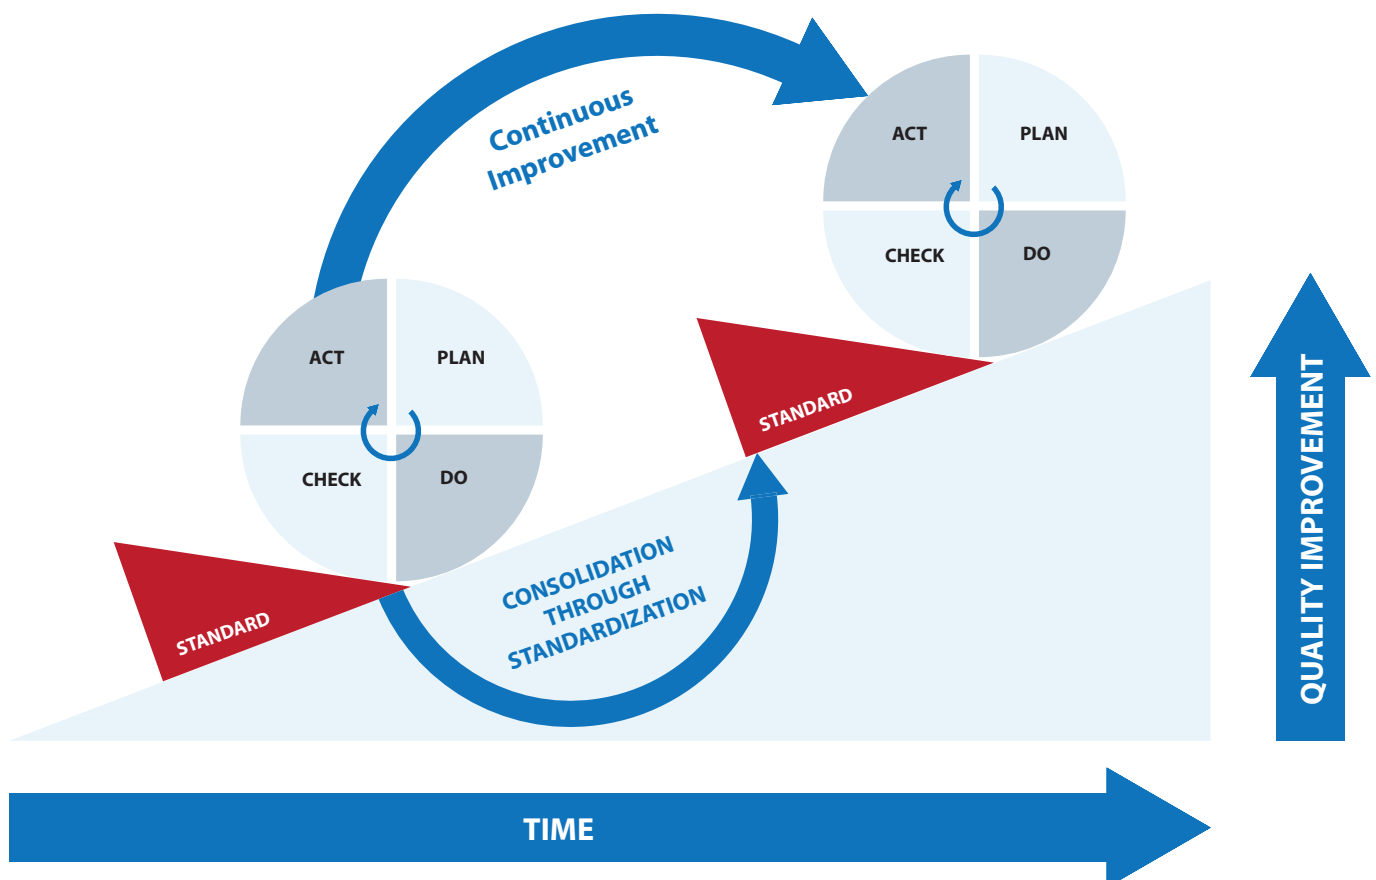 Continuous
Improvement
ACT
PLAN
CHECK
DO
STANDARD
ACT
PLAN
CHECK
DO
STANDARD
CONSOLIDATION
THROUGH
STANDARDIZATION
QUALITY IMPROVEMENT
TIME